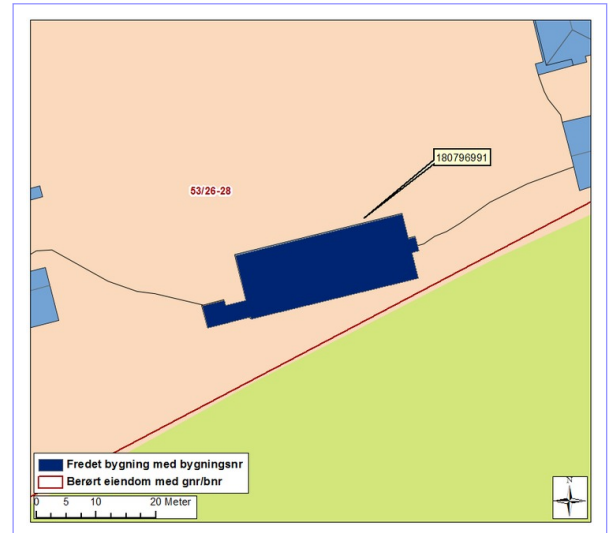 180796991
53/26-28
Fredet bygning med bygningsnr
Berørt eiendom med gnr/bnr
0 5 10 20 Meter
N